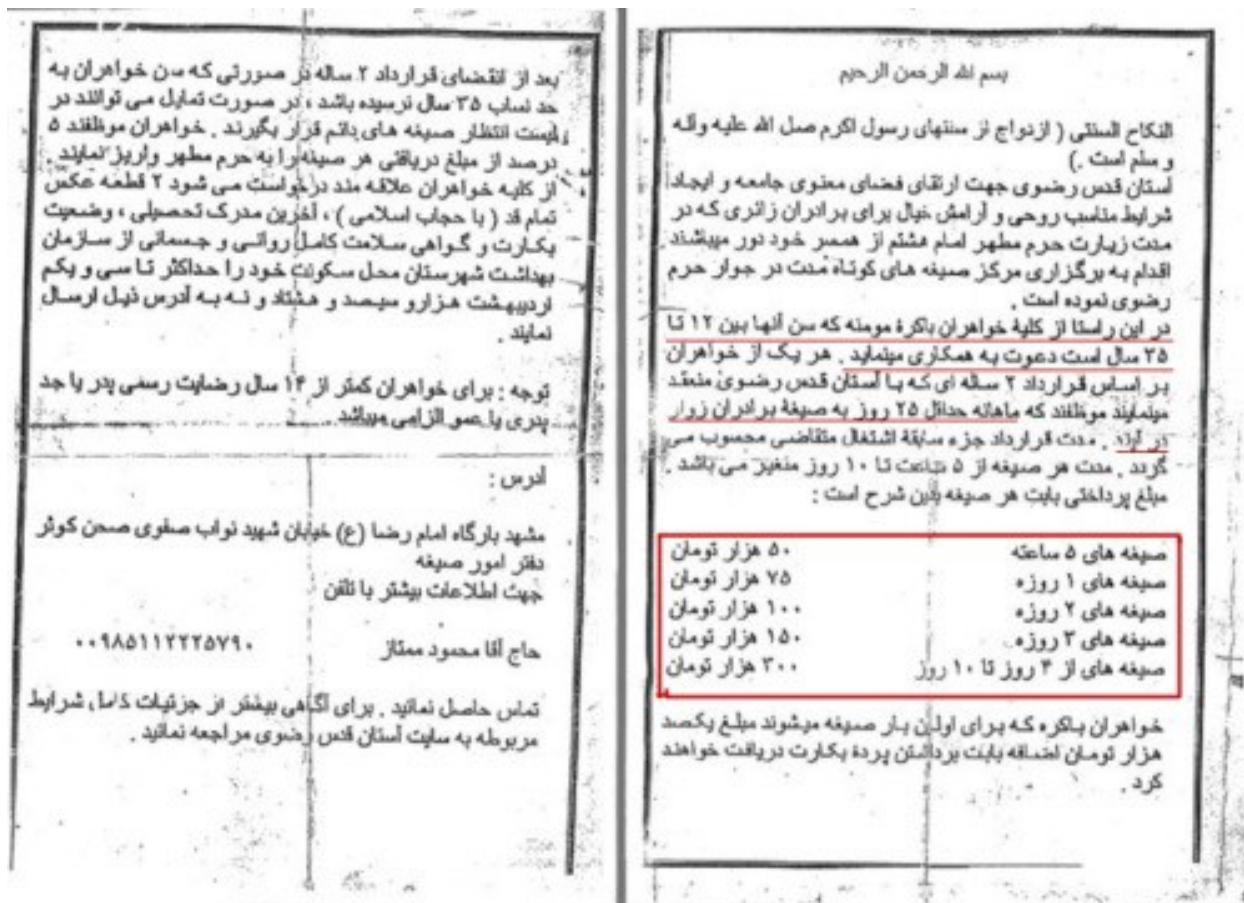 بسم الله الرحمن الرحیم
النکاح السنتی ( ازدواج از سنتهای رسول اکرم صل الله علیه وآله
و سلم است .)
آستان قدس رضوی جهت ارتقای فضای معنوی جامعه و ایجاد
شرایط مناسب روحی و آرامش خیال برای برادران زائری که در
مدت زیارت حرم مطهر امام هشتم از همسر خود دور میباشند
اقدام به برگزاری مرکز صیغه های کوتاه مدت در جوار حرم
رضوی نموده است .
در این راستا از کلیهٔ خواهران باکرهٔ مومنه که سن آنها بین ۱۲ تا
۳۵ سال است دعوت به همکاری مینماید . هر یک از خواهران
بر اساس قرارداد ۲ ساله ای که با آستان قدس رضوی منعقد
مینمایند موظفند که ماهانه حداقل ۲۵ روز به صیغهٔ برادران زوار
در آیند . مدت قرارداد جزء سابقهٔ اشتغال متقاضی محسوب می
گردد . مدت هر صیغه از ۵ ساعت تا ۱۰ روز متغیر می باشد .
مبلغ پرداختی بابت هر صیغه بدین شرح است :
صیغه های ۵ ساعته ۵۰ هزار تومان
صیغه های ۱ روزه ۷۵ هزار تومان
صیغه های ۲ روزه ۱۰۰ هزار تومان
صیغه های ۳ روزه ۱۵۰ هزار تومان
صیغه های از ۴ روز تا ۱۰ روز ۳۰۰ هزار تومان
خواهران باکره که برای اولین بار صیغه میشوند مبلغ یکصد
هزار تومان اضافه بابت برداشتن پردهٔ بکارت دریافت خواهند
کرد .
بعد از انقضای قرارداد ۲ ساله در صورتی که سن خواهران به
حد نساب ۳۵ سال نرسیده باشد ، در صورت تمایل می توانند در
لیست انتظار صیغه های دائم قرار بگیرند . خواهران موظفند ۵
درصد از مبلغ دریافتی هر صیغه را به حرم مطهر واریز نمایند .
از کلیه خواهران علاقه مند درخواست می شود ۲ قطعه عکس
تمام قد ( با حجاب اسلامی ) ، آخرین مدرک تحصیلی ، وضعیت
بکارت و گواهی سلامت کامل روانی و جسمانی از سازمان
بهداشت شهرستان محل سکونت خود را حداکثر تا سی و یکم
اردیبهشت هزارو سیصد و هشتاد و نه به آدرس ذیل ارسال
نمایند .
توجه : برای خواهران کمتر از ۱۴ سال رضایت رسمی پدر یا جد
پدری یا عمو الزامی میباشد .
آدرس :
مشهد بارگاه امام رضا (ع) خیابان شهید نواب صفوی صحن کوثر
دفتر امور صیغه
جهت اطلاعات بیشتر با تلفن
حاج آقا محمود ممتاز ۰۰۹۸۵۱۱۲۲۲۵۷۹۰
تماس حاصل نمائید . برای آگاهی بیشتر از جزئیات کامل شرایط
مربوطه به سایت آستان قدس رضوی مراجعه نمائید .